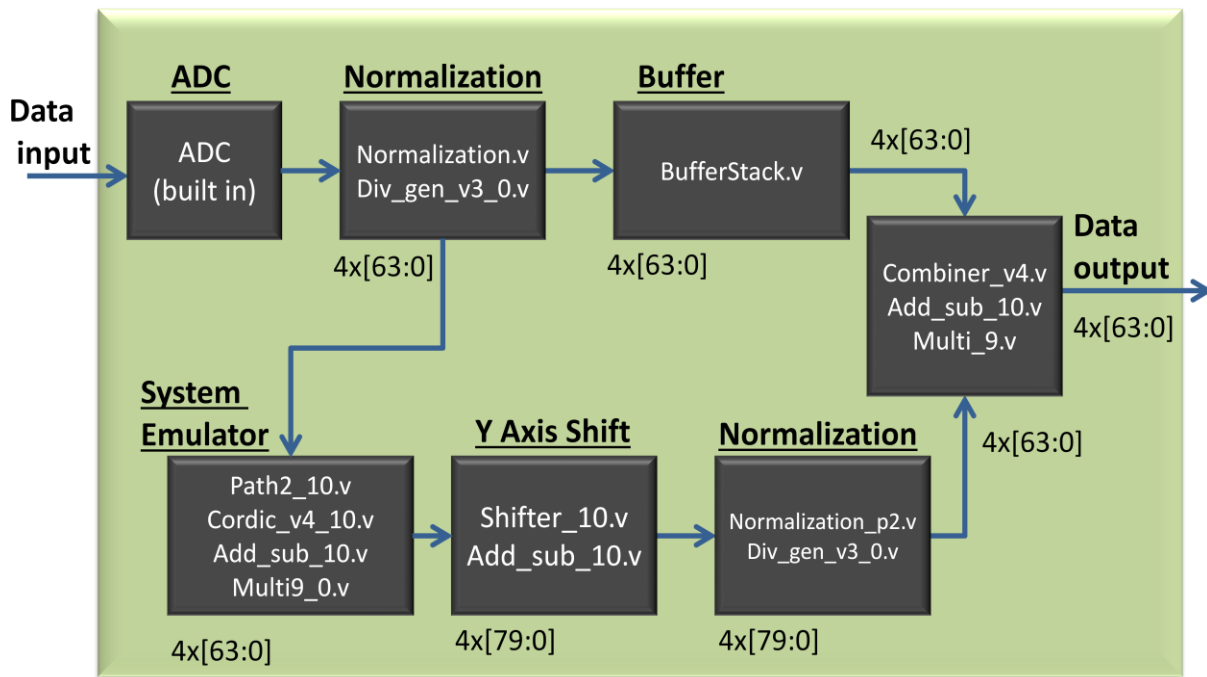 ADC
Normalization
Buffer
Data
input
ADC
(built in)
Normalization.v
Div_gen_v3_0.v
BufferStack.v
4x[63:0]
4x[63:0]
4x[63:0]
Combiner_v4.v
Add_sub_10.v
Multi_9.v
Data
output
4x[63:0]
System
Emulator
Y Axis Shift
Normalization
4x[63:0]
Path2_10.v
Cordic_v4_10.v
Add_sub_10.v
Multi9_0.v
Shifter_10.v
Add_sub_10.v
Normalization_p2.v
Div_gen_v3_0.v
4x[63:0]
4x[79:0]
4x[79:0]